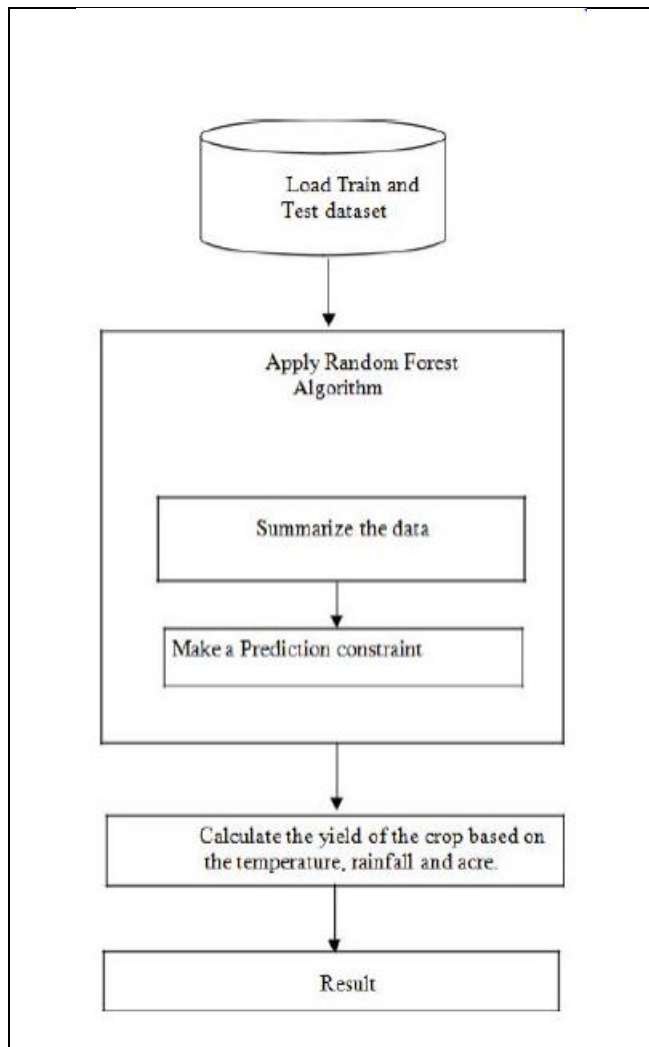 Load Train and
Test dataset
Apply Random Forest
Algorithm
Summarize the data
Make a Prediction constraint
Calculate the yield of the crop based on
the temperature, rainfall and acre.
Result